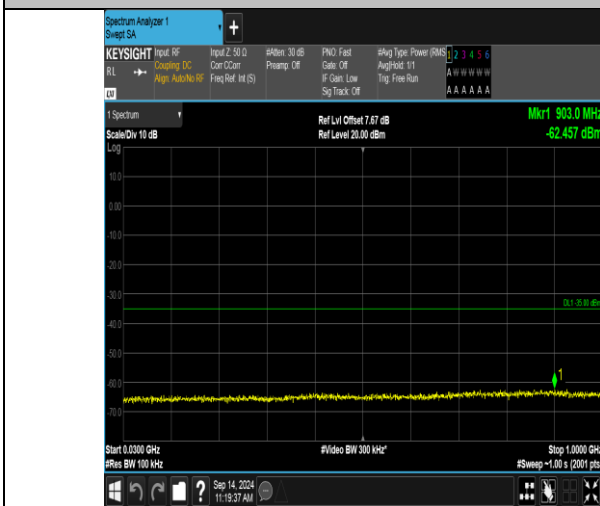 Spectrum Analyzer 1
Swept SA
+
KEYSIGHT Input: RF Input Z: 50 Ω #Atten: 30 dB PNO: Fast #Avg Type: Power (RMS 1 2 3 4 5 6
RL Coupling: DC Corr CCorr Preamp: Off Gate: Off Avg|Hold: 1/1 A W W W W W
Align: Auto/No RF Freq Ref: Int (S) IF Gain: Low Trig: Free Run
Sig Track: Off A A A A A A
LXI
1 Spectrum Ref Lvl Offset 7.67 dB Mkr1 903.0 MHz
Scale/Div 10 dB Ref Level 20.00 dBm -62.457 dBm
Log
10.0
0.00
-10.0
-20.0
-30.0
DL1 -35.00 dBm
-40.0
-50.0
1
-60.0
-70.0
Start 0.0300 GHz #Video BW 300 kHz* Stop 1.0000 GHz
#Res BW 100 kHz #Sweep ~1.00 s (2001 pts
? Sep 14, 2024
11:19:37 AM